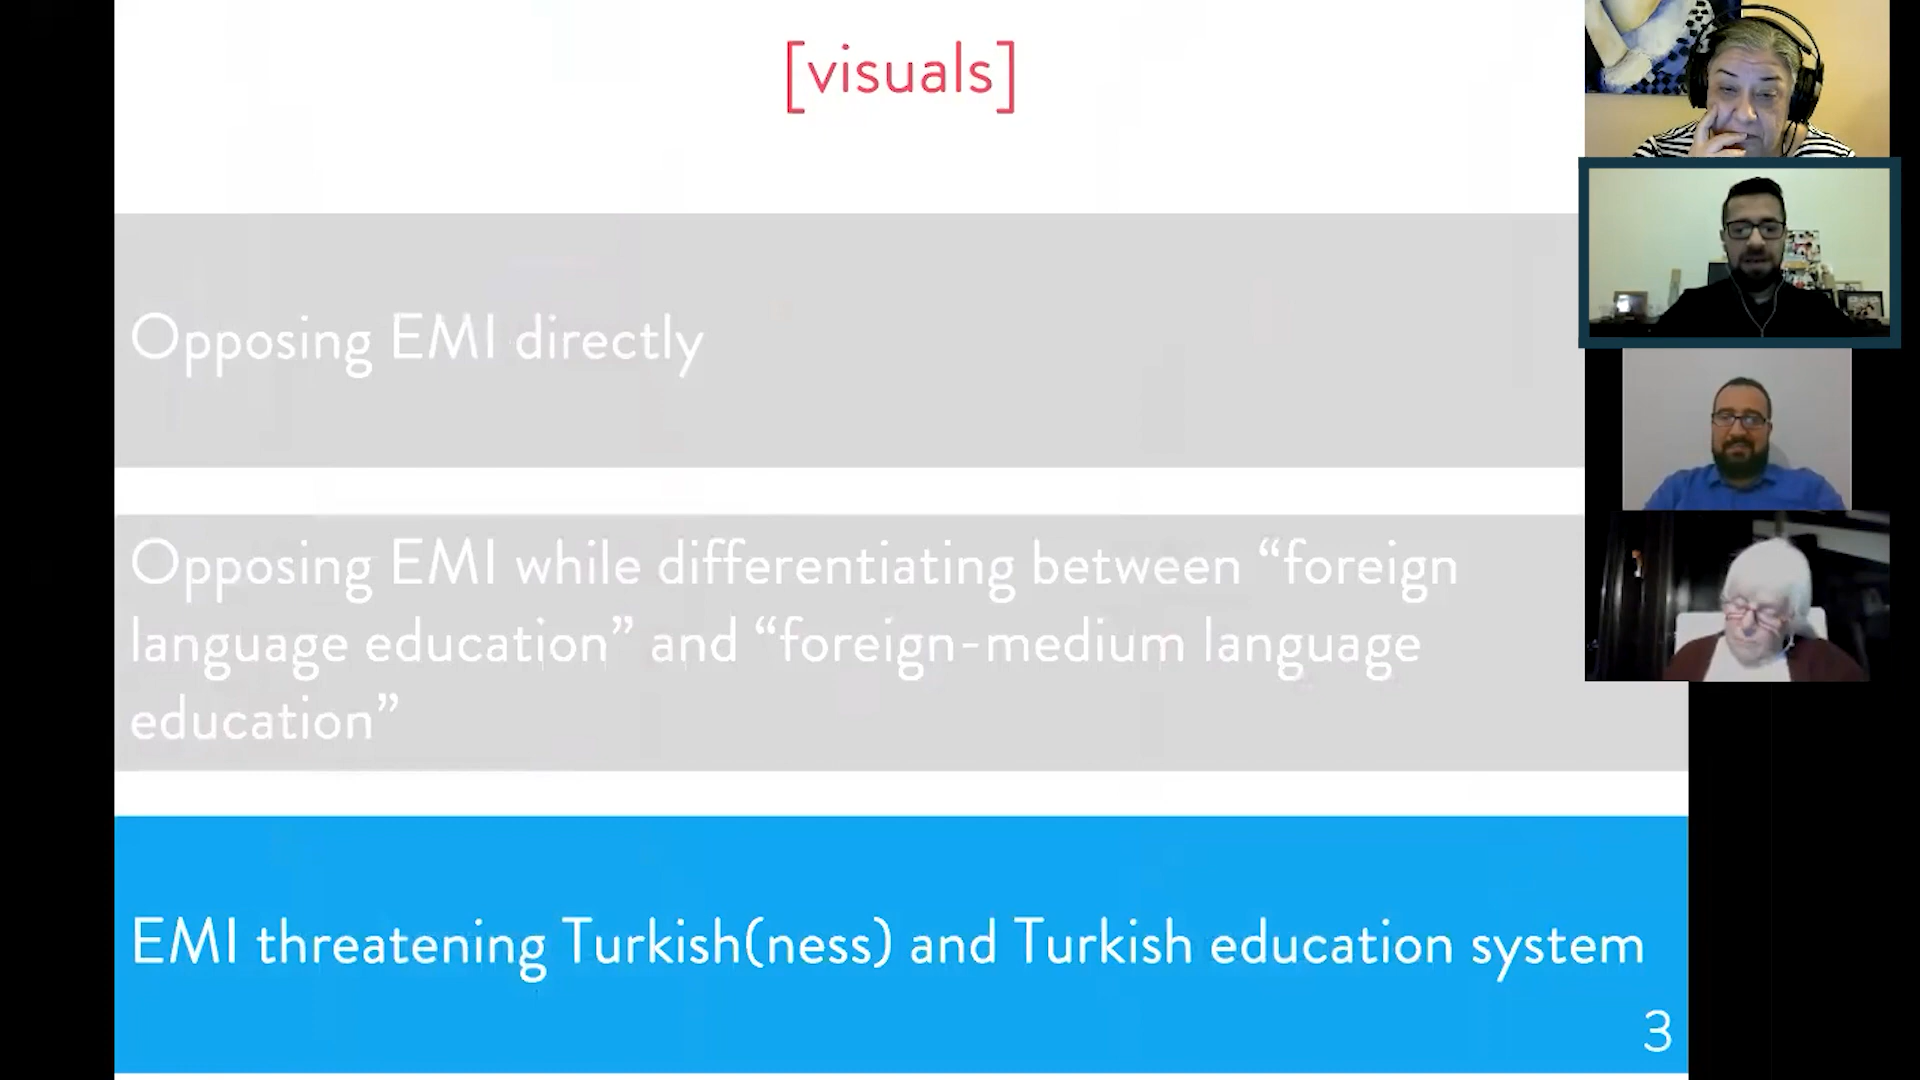 [visuals]
Opposing EMI directly
Opposing EMI while differentiating between “foreign
language education” and “foreign-medium language
education”
EMI threatening Turkish(ness) and Turkish education system
3